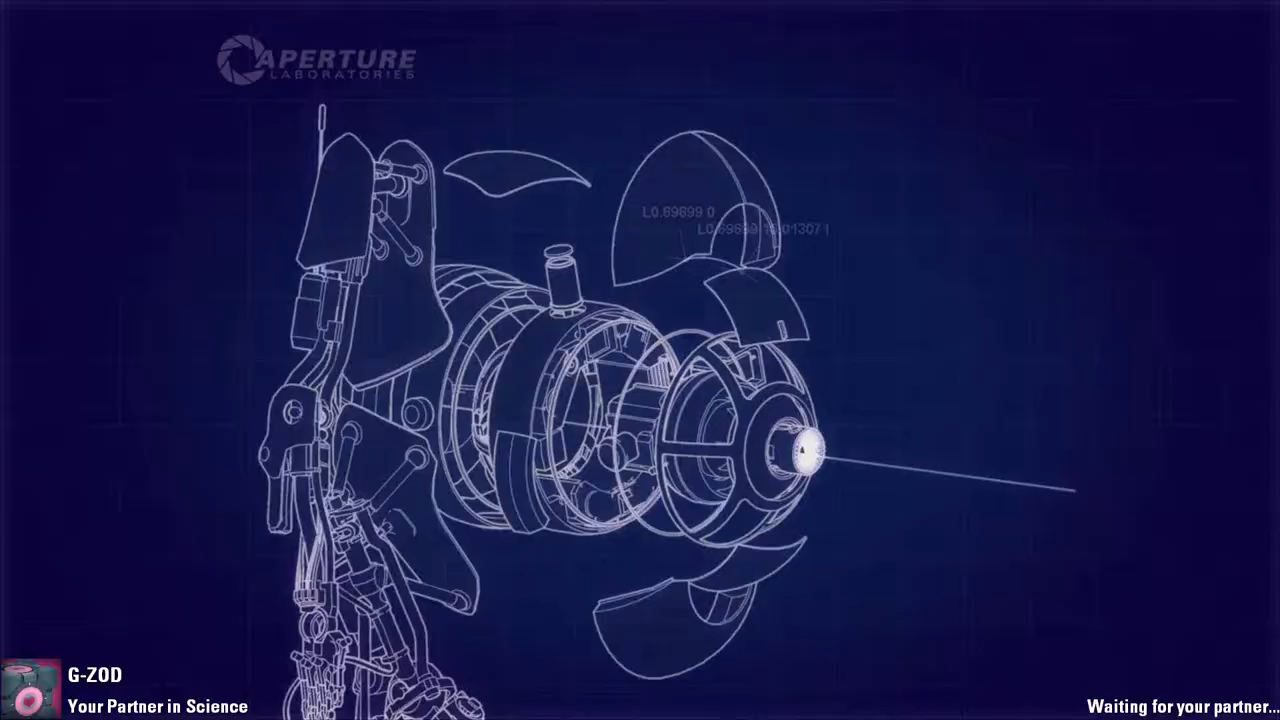 APERTURE
LABORATORIES
L0.69699 0
G-ZOD
Your Partner in Science
Waiting for your partner...